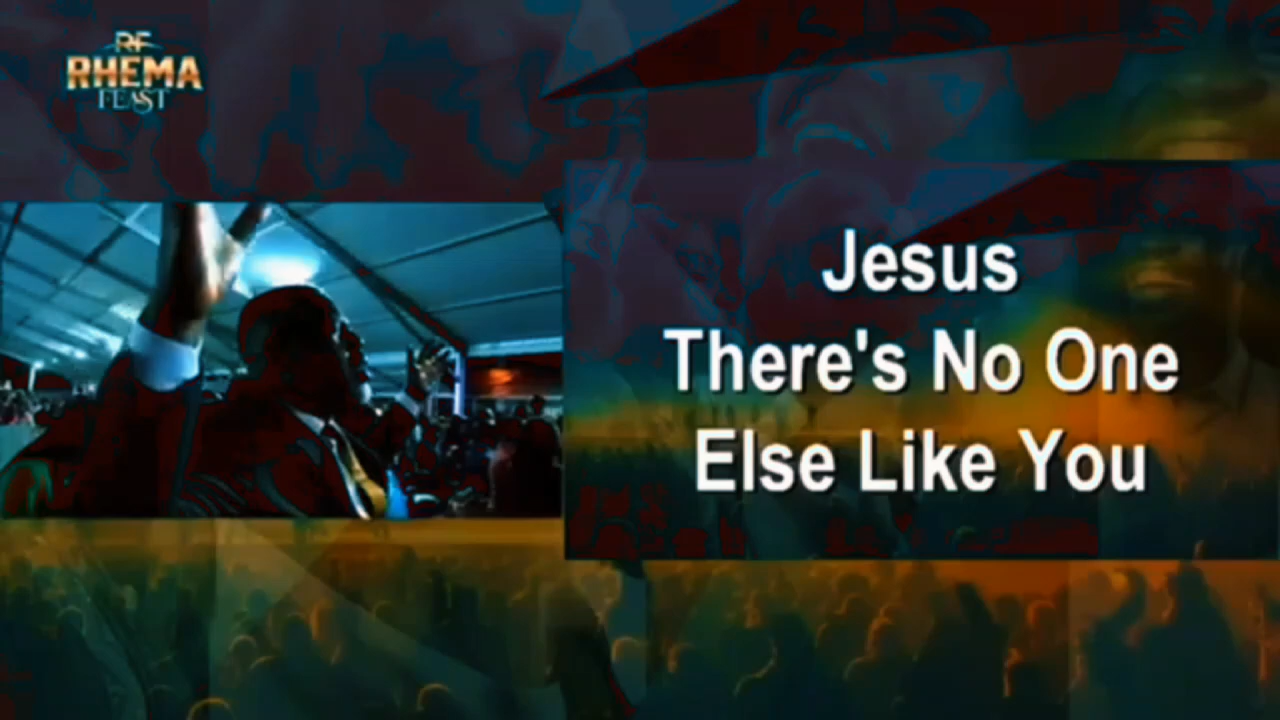 RF
RHEMA
FEAST
Jesus
There's No One
Else Like You